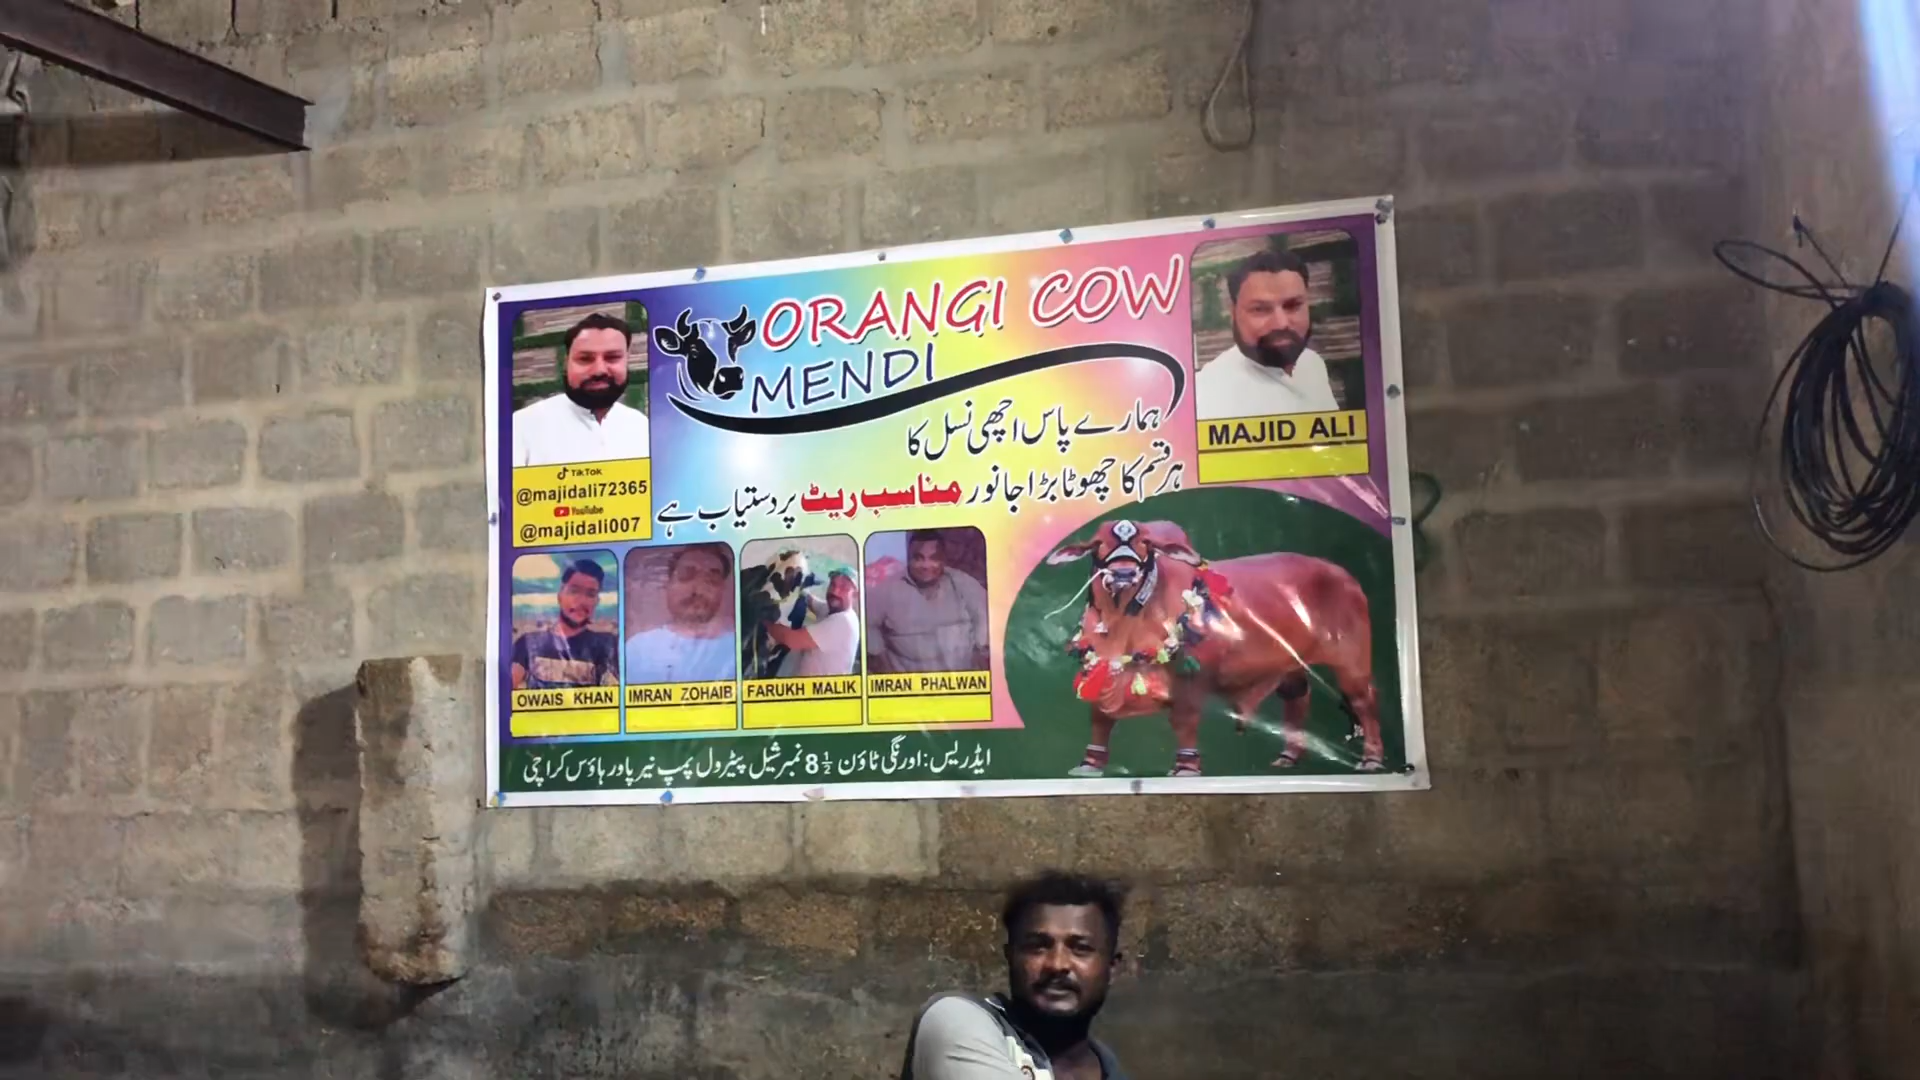 ORANGI COW
MENDI
ہمارے پاس اچھی نسل کا
ہر قسم کا چھوٹا بڑا جانور مناسب ریٹ پر دستیاب ہے
MAJID ALI
TikTok
@majidali72365
YouTube
@majidali007
OWAIS KHAN
IMRAN ZOHAIB
FARUKH MALIK
IMRAN PHALWAN
ایڈریس: اورنگی ٹاؤن 8½ نمبر شیل پیٹرول پمپ نیر پاور ہاؤس کراچی